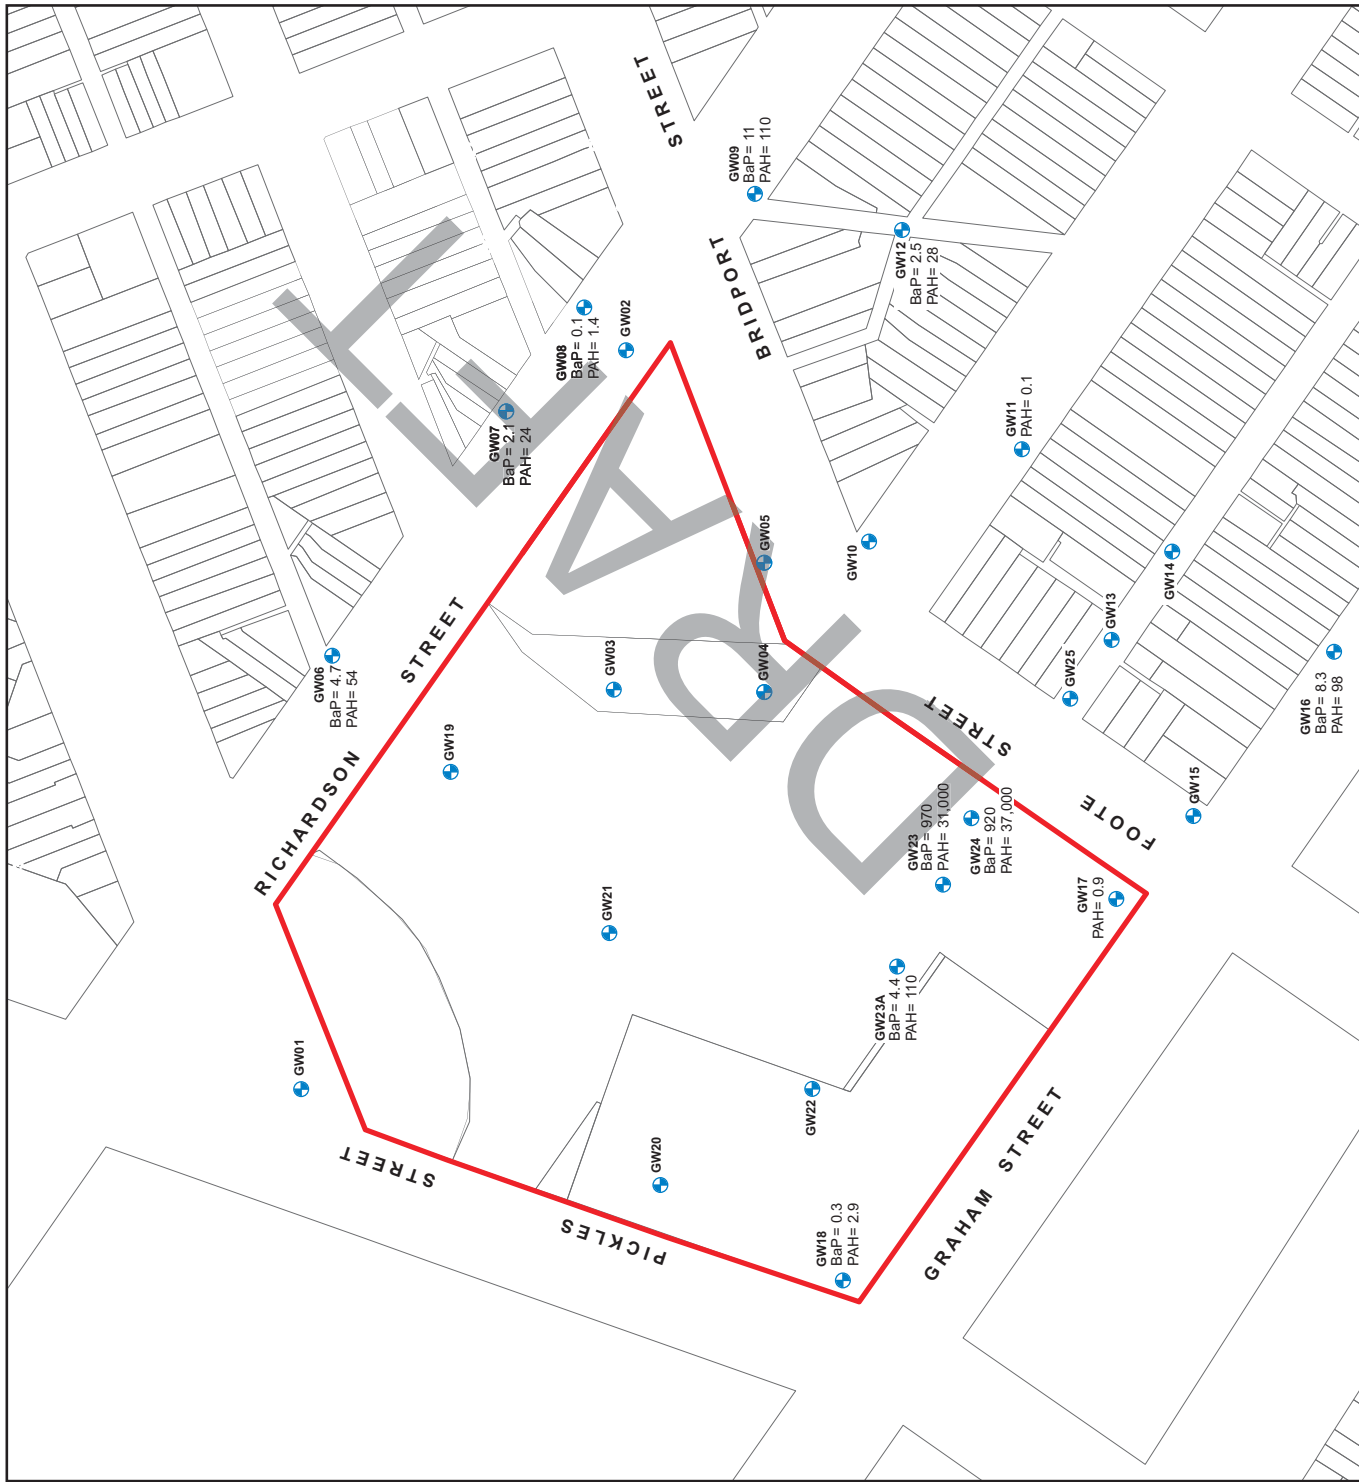 STREET
BRIDPORT
GW09
BaP= 11
PAH= 110
GW12
BaP= 2.5
PAH= 28
GW02
GW08
BaP= 0.1
PAH= 1.4
GW07
BaP= 2.1
PAH= 24
GW11
PAH= 0.1
GW05
GW10
GW14
GW13
GW25
GW03
GW04
GW06
BaP= 4.7
PAH= 54
RICHARDSON STREET
GW19
GW16
BaP= 8.3
PAH= 98
GW15
FOOTE STREET
GW23
BaP= 970
PAH= 31,000
GW24
BaP= 920
PAH= 37,000
GW17
PAH= 0.9
GW21
GW23A
BaP= 4.4
PAH= 110
GW01
GW22
GW20
PICKLES STREET
GW18
BaP= 0.3
PAH= 2.9
GRAHAM STREET
DRAFT